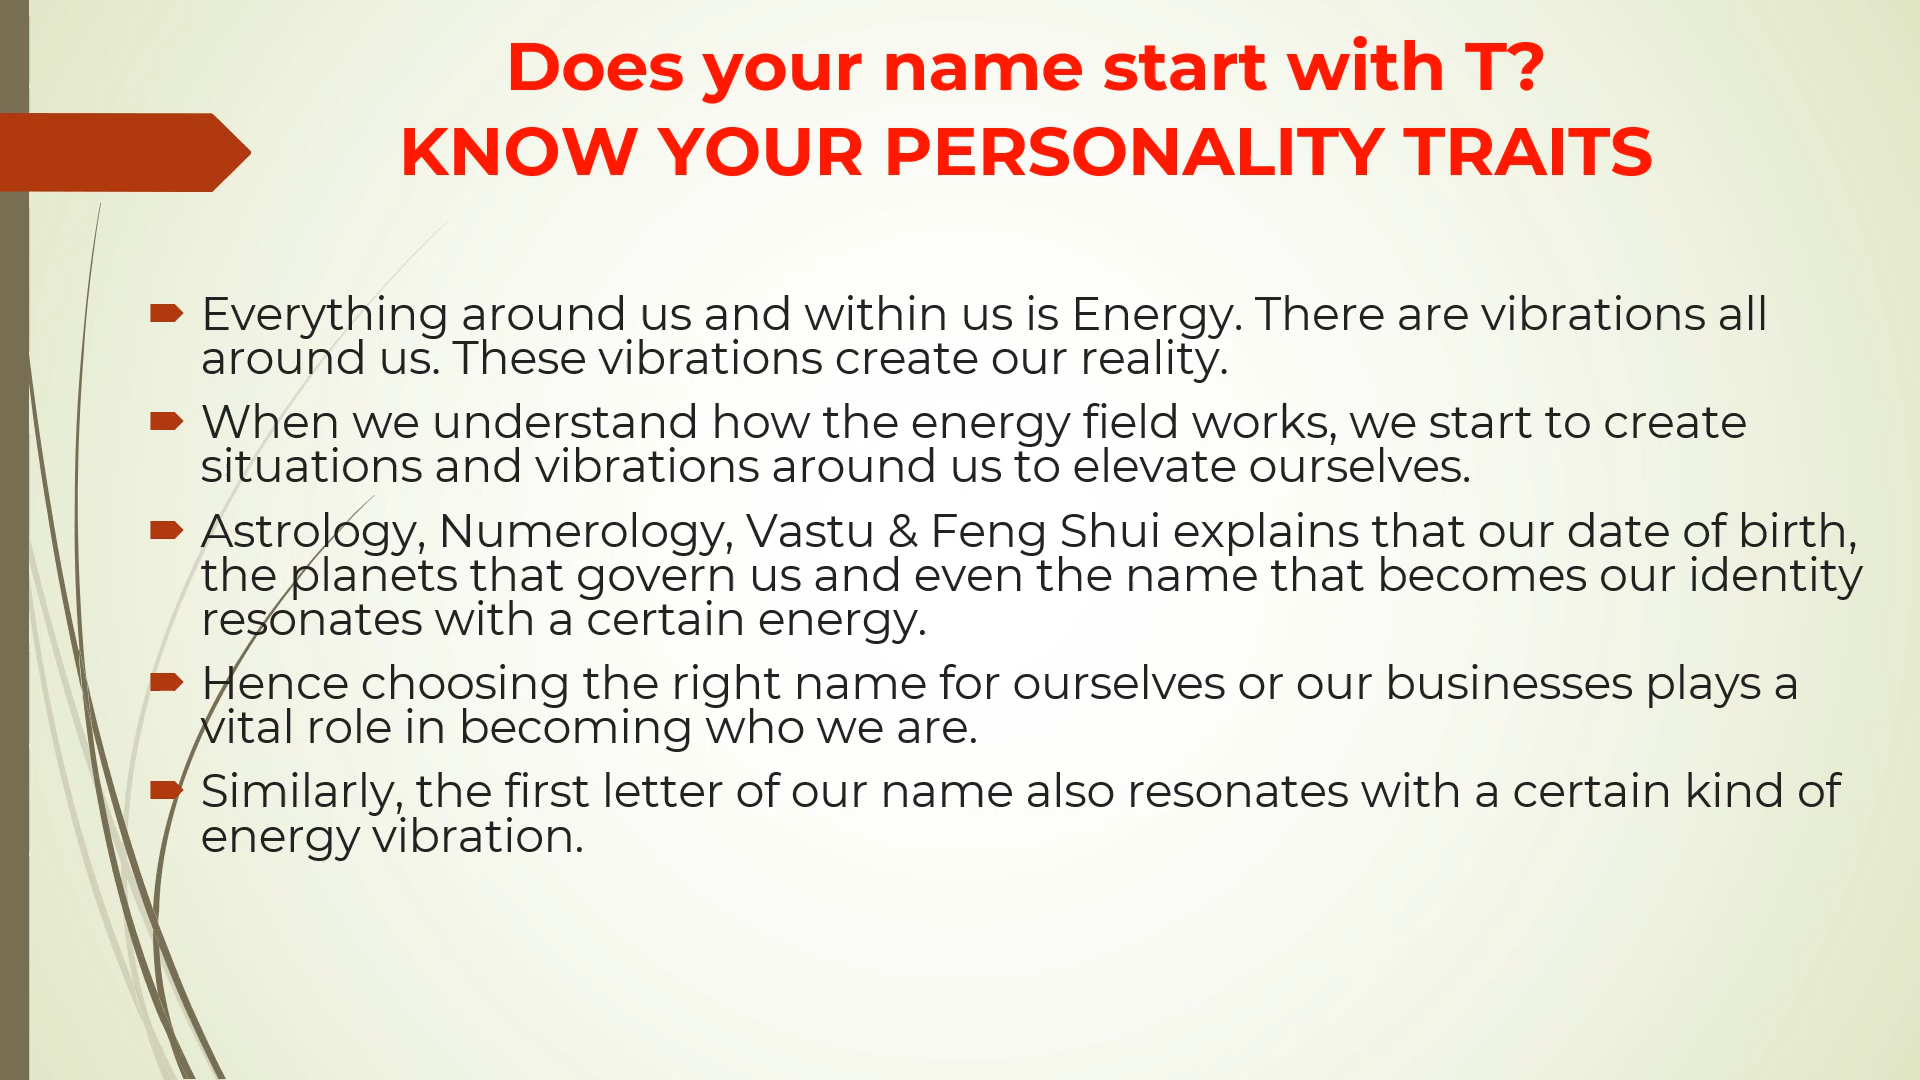 Does your name start with T?
KNOW YOUR PERSONALITY TRAITS
Everything around us and within us is Energy. There are vibrations all
around us. These vibrations create our reality.
When we understand how the energy field works, we start to create
situations and vibrations around us to elevate ourselves.
Astrology, Numerology, Vastu & Feng Shui explains that our date of birth,
the planets that govern us and even the name that becomes our identity
resonates with a certain energy.
Hence choosing the right name for ourselves or our businesses plays a
vital role in becoming who we are.
Similarly, the first letter of our name also resonates with a certain kind of
energy vibration.